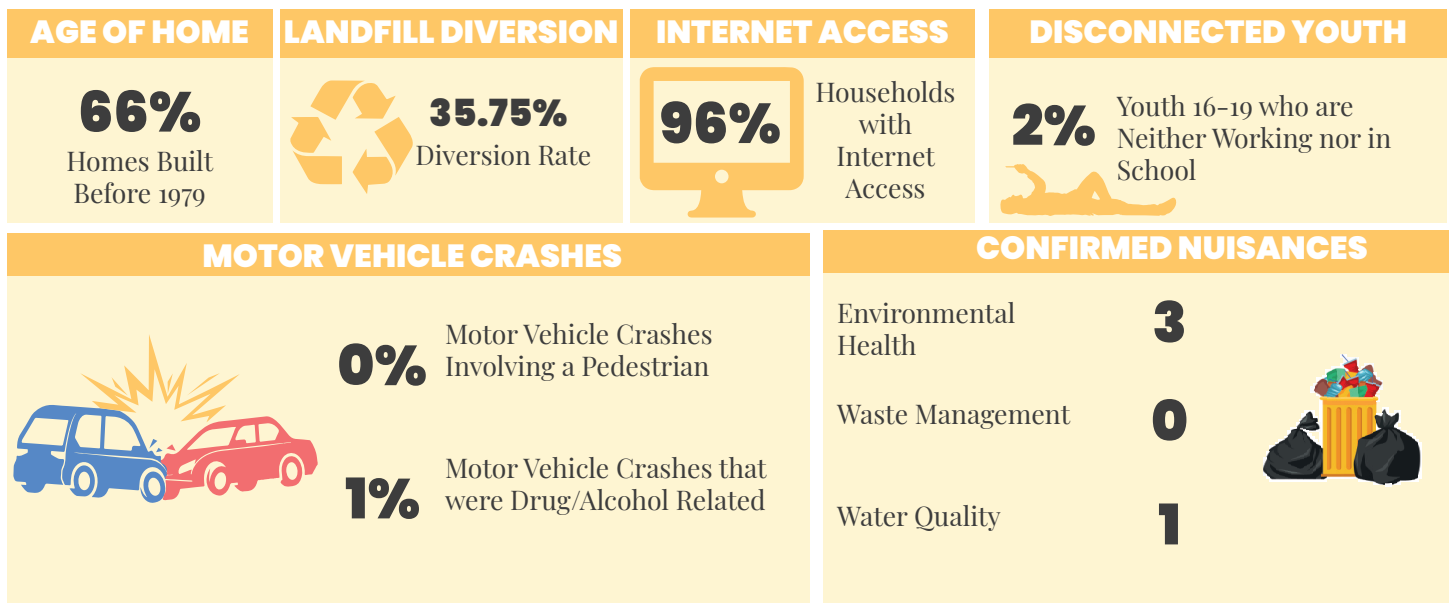 AGE OF HOME
66%
Homes Built
Before 1979
LANDFILL DIVERSION
35.75%
Diversion Rate
INTERNET ACCESS
96%
Households
with
Internet
Access
DISCONNECTED YOUTH
2%
Youth 16-19 who are
Neither Working nor in
School
MOTOR VEHICLE CRASHES
0%
Motor Vehicle Crashes
Involving a Pedestrian
1%
Motor Vehicle Crashes that
were Drug/Alcohol Related
CONFIRMED NUISANCES
Environmental
Health
3
Waste Management
0
Water Quality
1